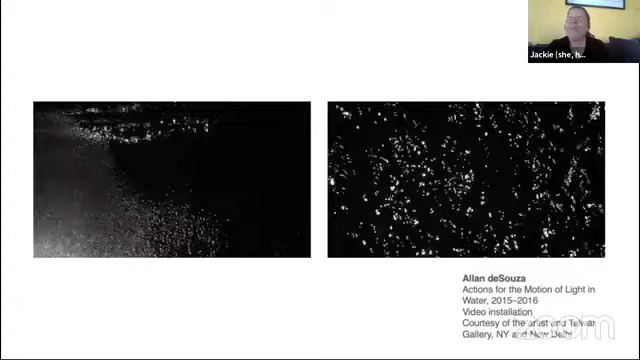 Jackie (she, h...
Allan deSouza
Actions for the Motion of Light in
Water, 2015–2016
Video installation
Courtesy of the artist and Talwar
Gallery, NY and New Delhi
zoom